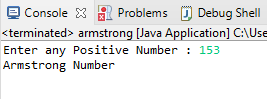 Console Problems Debug Shell
<terminated> armstrong [Java Application] C:\Use
Enter any Positive Number : 153
Armstrong Number